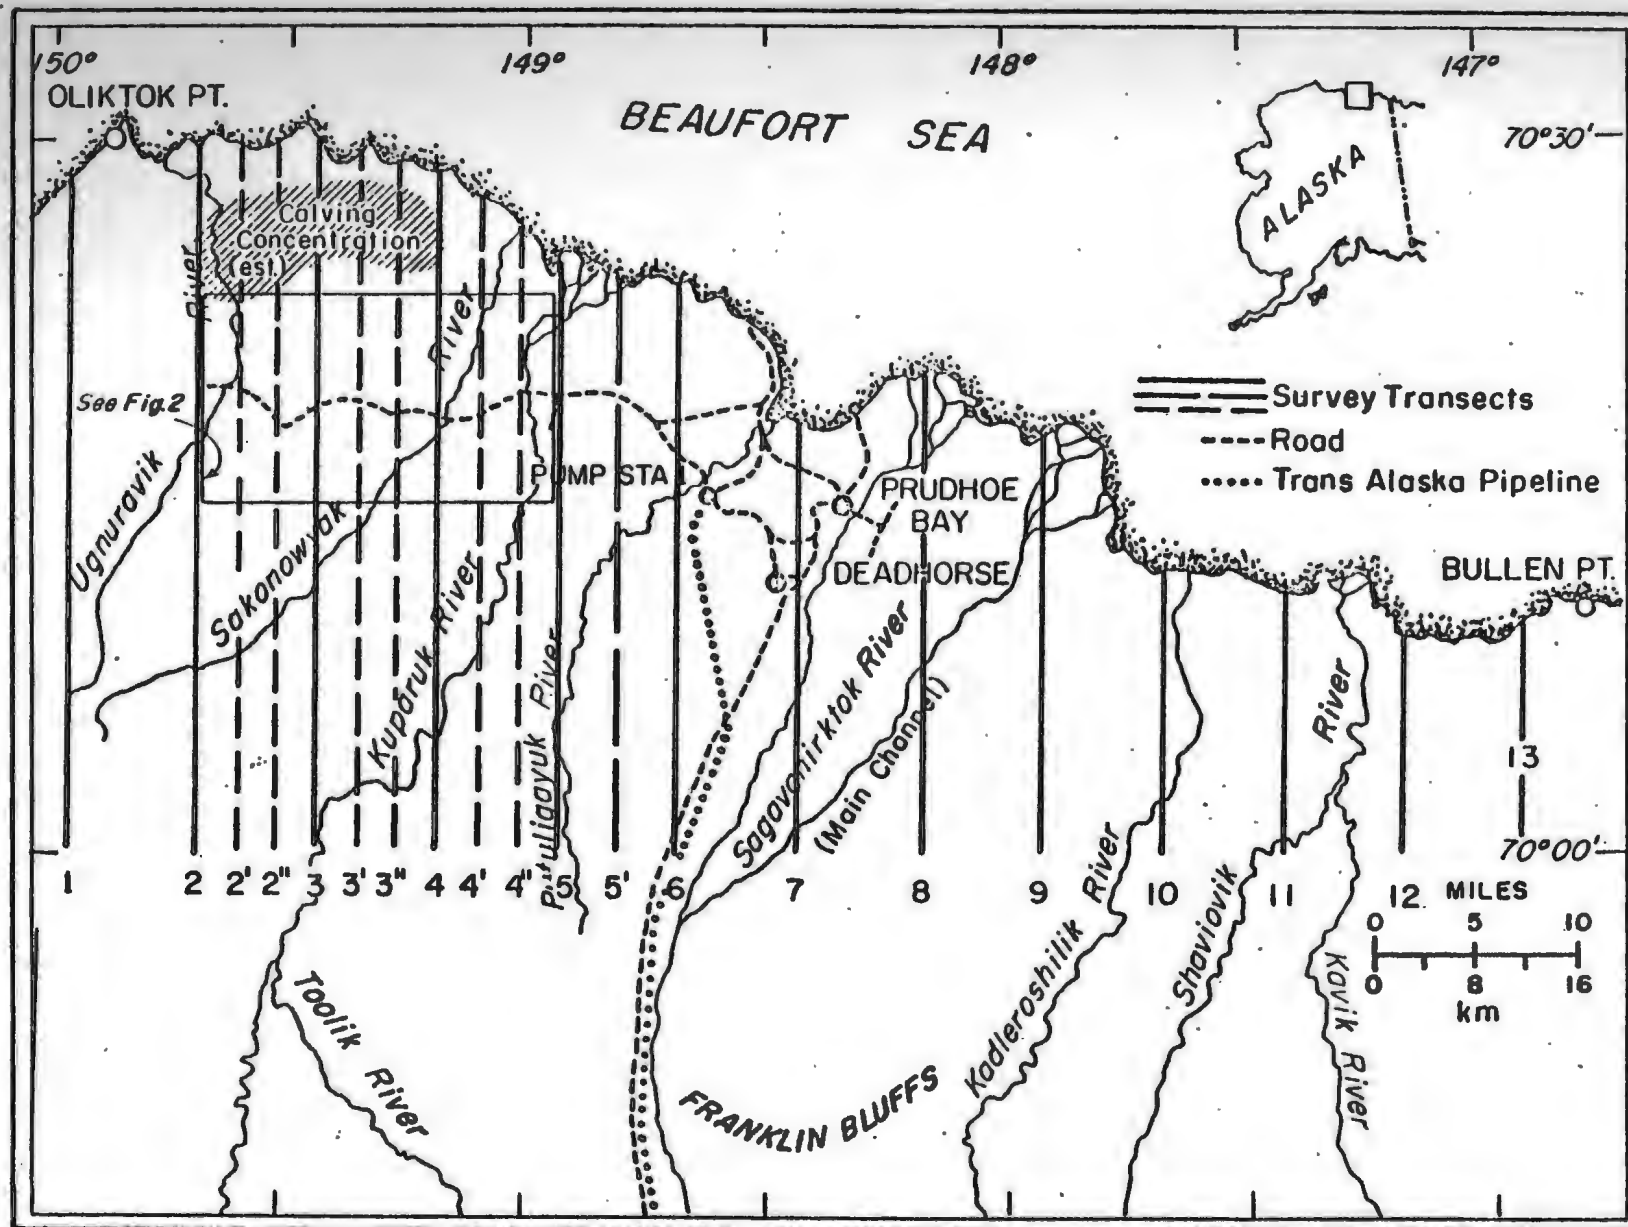 150° 149° 148° 147°
OLIKTOK PT.
BEAUFORT SEA
70°30'
ALASKA
Calving
Concentration
(est.)
River
River
See Fig.2
Survey Transects
Road
Trans Alaska Pipeline
PUMP STA. 1
PRUDHOE
BAY
DEADHORSE
BULLEN PT.
Ugnuravik
Sakonowyak
Kuparuk River
Putuligayuk River
Sagavanirktok River
(Main Channel)
River
13
70°00'
1 2 2' 2" 3 3' 3" 4 4' 4" 5 5' 6 7 8 9 10 11 12
MILES
0 5 10
0 8 16
km
Toolik River
FRANKLIN BLUFFS
Kadleroshilik River
Shaviovik
Kavik River